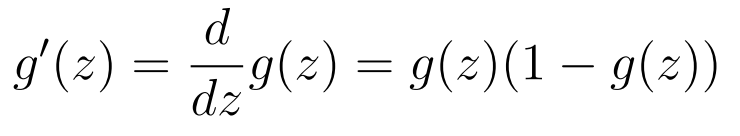 g′(z) = d/dz g(z) = g(z)(1 − g(z))